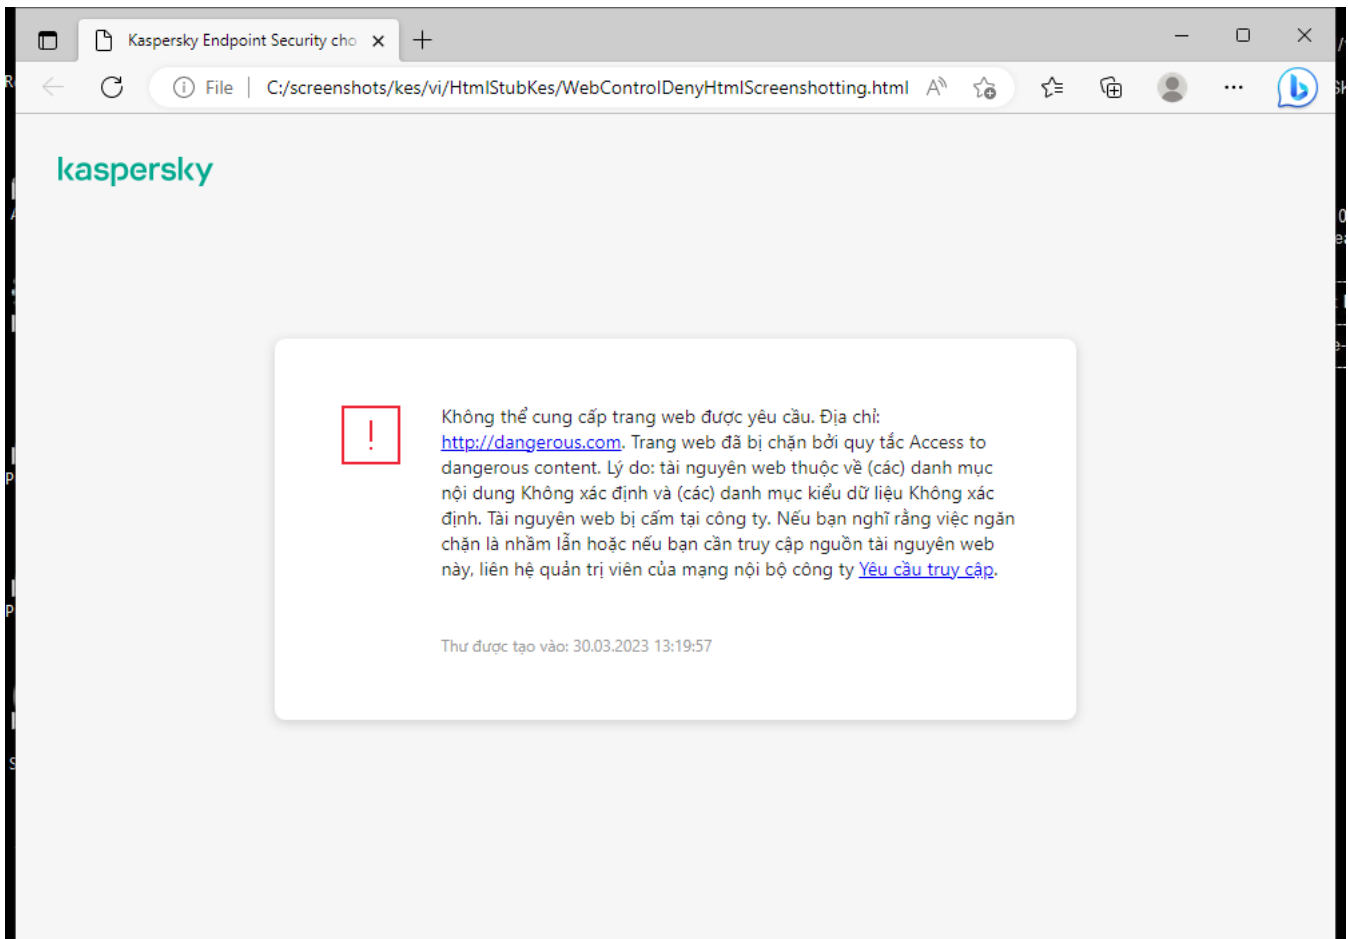 Kaspersky Endpoint Security cho
File
C:/screenshots/kes/vi/HtmlStubKes/WebControlDenyHtmlScreenshotting.html
kaspersky
Không thể cung cấp trang web được yêu cầu. Địa chỉ:
http://dangerous.com. Trang web đã bị chặn bởi quy tắc Access to
dangerous content. Lý do: tài nguyên web thuộc về (các) danh mục
nội dung Không xác định và (các) danh mục kiểu dữ liệu Không xác
định. Tài nguyên web bị cấm tại công ty. Nếu bạn nghĩ rằng việc ngăn
chặn là nhầm lẫn hoặc nếu bạn cần truy cập nguồn tài nguyên web
này, liên hệ quản trị viên của mạng nội bộ công ty Yêu cầu truy cập.
Thư được tạo vào: 30.03.2023 13:19:57